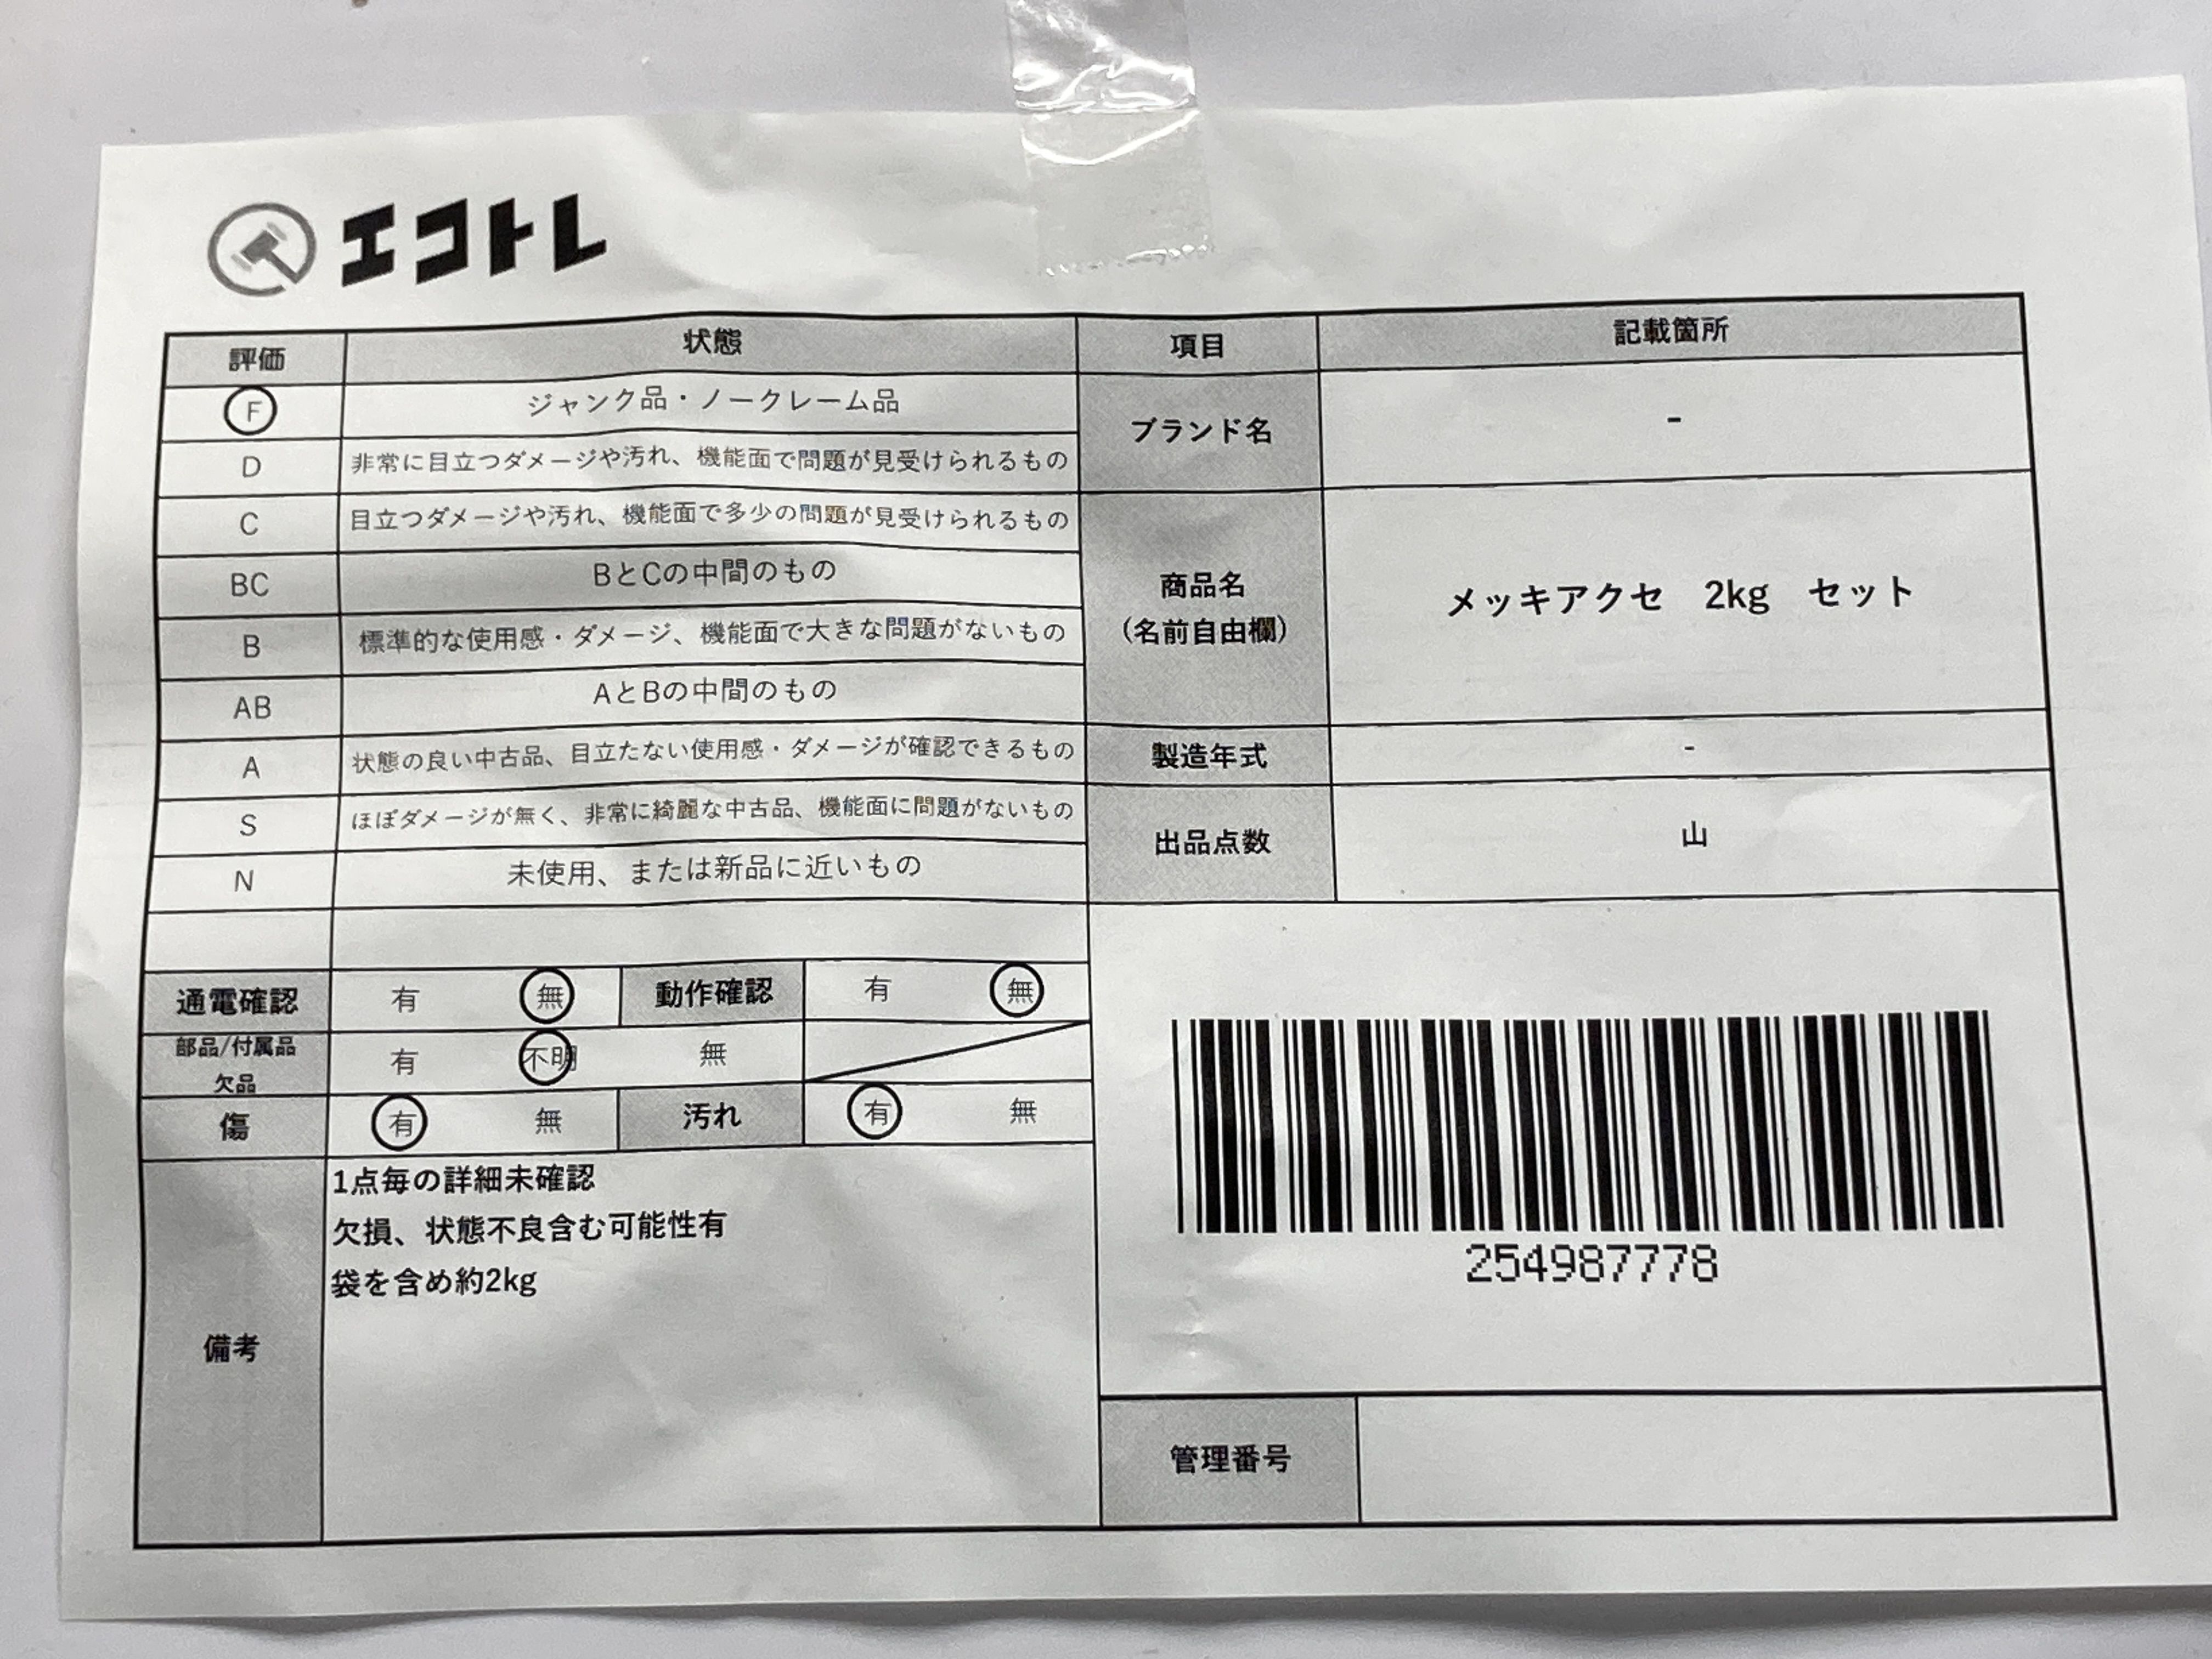 エコトレ
評価 状態 項目 記載箇所
F ジャンク品・ノークレーム品
D 非常に目立つダメージや汚れ、機能面で問題が見受けられるもの
ブランド名 -
C 目立つダメージや汚れ、機能面で多少の問題が見受けられるもの
BC BとCの中間のもの
B 標準的な使用感・ダメージ、機能面で大きな問題がないもの
AB AとBの中間のもの
商品名
(名前自由欄)
メッキアクセ 2kg セット
A 状態の良い中古品、目立たない使用感・ダメージが確認できるもの
製造年式 -
S ほぼダメージが無く、非常に綺麗な中古品、機能面に問題がないもの
N 未使用、または新品に近いもの
出品点数 山
通電確認 有 無 動作確認 有 無
部品/付属品
欠品
有 不明 無
傷 有 無 汚れ 有 無
備考
1点毎の詳細未確認
欠損、状態不良含む可能性有
袋を含め約2kg
254987778
管理番号